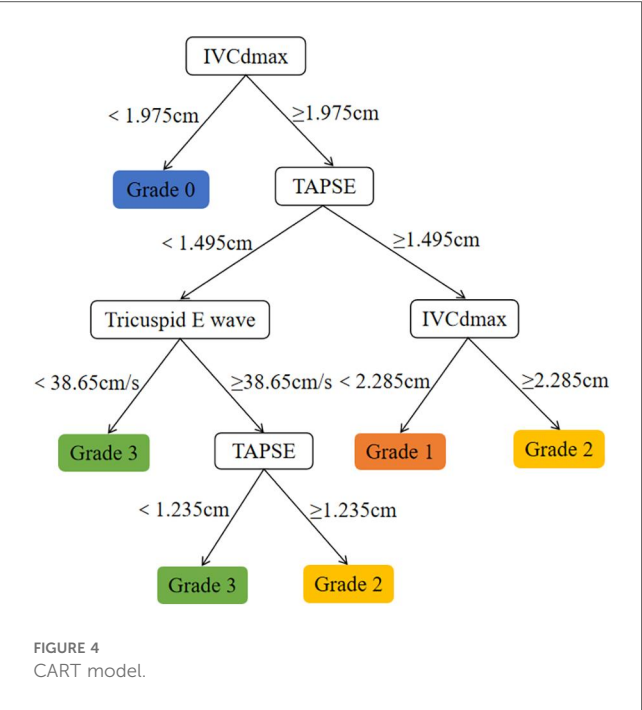 IVCdmax
< 1.975cm
≥1.975cm
Grade 0
TAPSE
< 1.495cm
≥1.495cm
Tricuspid E wave
IVCdmax
< 38.65cm/s
≥38.65cm/s
< 2.285cm
≥2.285cm
Grade 3
TAPSE
Grade 1
Grade 2
< 1.235cm
≥1.235cm
Grade 3
Grade 2
FIGURE 4
CART model.